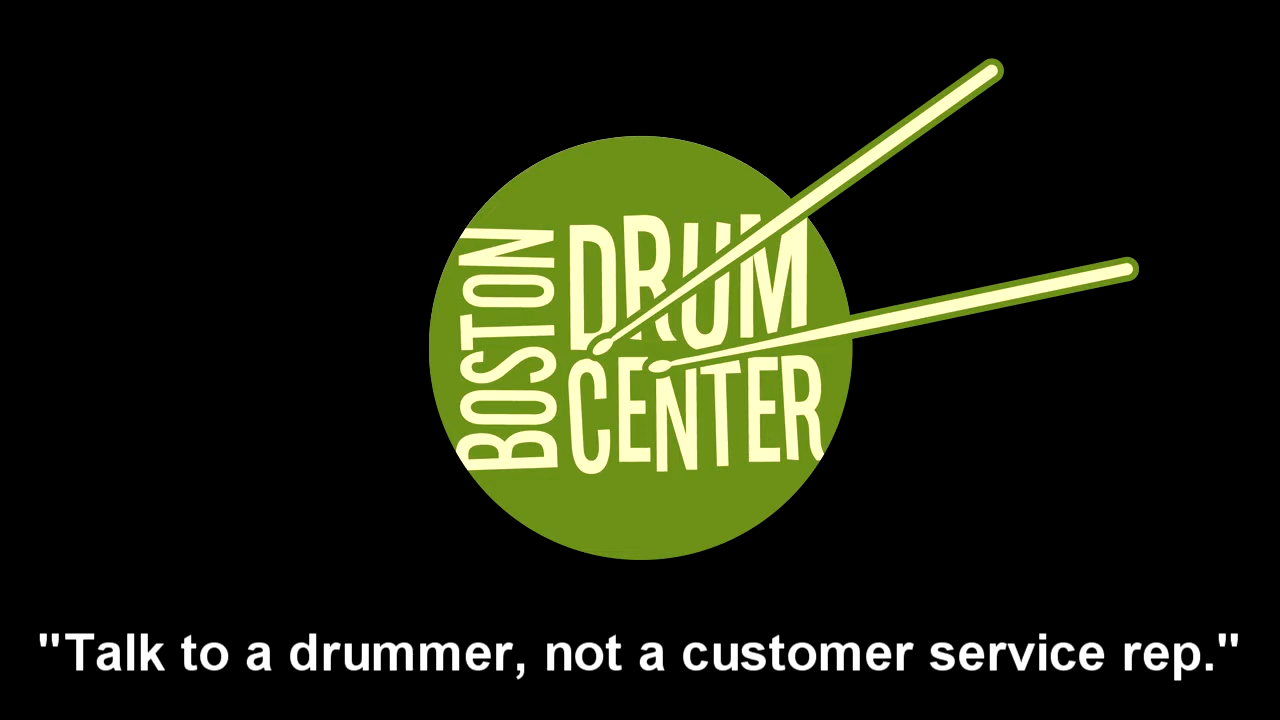 BOSTON
DRUM
CENTER
"Talk to a drummer, not a customer service rep."